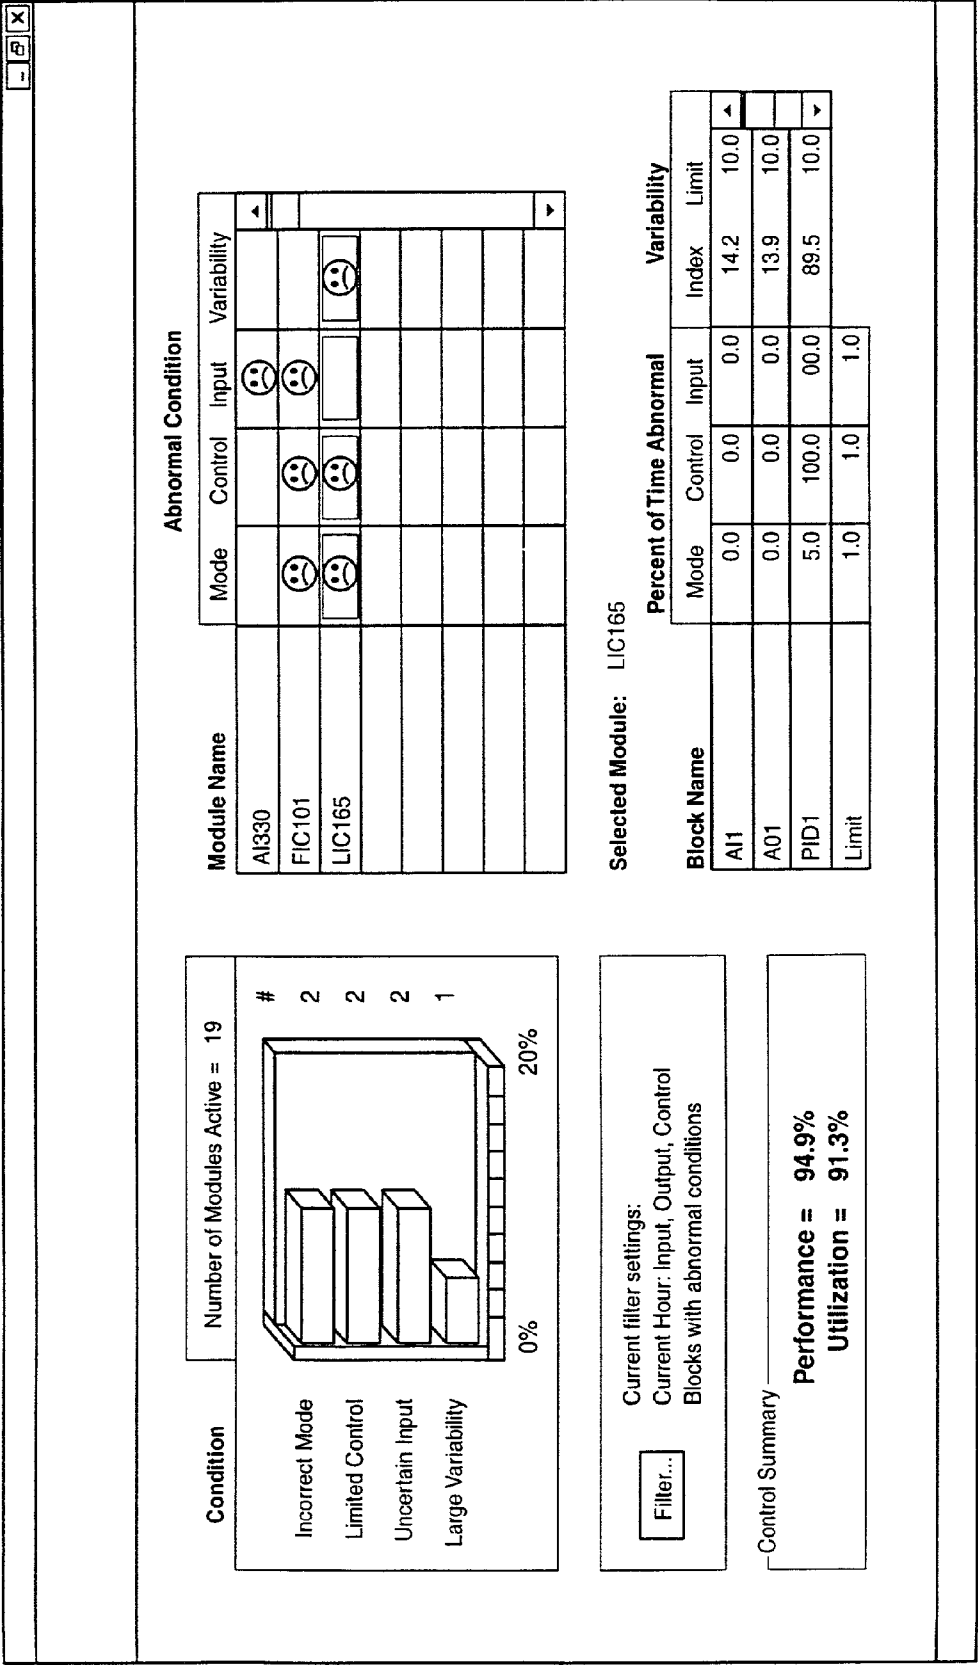 Condition
Number of Modules Active = 19
#
Incorrect Mode 2
Limited Control 2
Uncertain Input 2
Large Variability 1
0% 20%
Filter...
Current filter settings:
Current Hour: Input, Output, Control
Blocks with abnormal conditions
Control Summary
Performance = 94.9%
Utilization = 91.3%
Abnormal Condition
Module Name Mode Control Input Variability
AI330
FIC101
LIC165
Selected Module: LIC165
Percent of Time Abnormal Variability
Block Name Mode Control Input Index Limit
AI1 0.0 0.0 0.0 14.2 10.0
A01 0.0 0.0 0.0 13.9 10.0
PID1 5.0 100.0 00.0 89.5 10.0
Limit 1.0 1.0 1.0